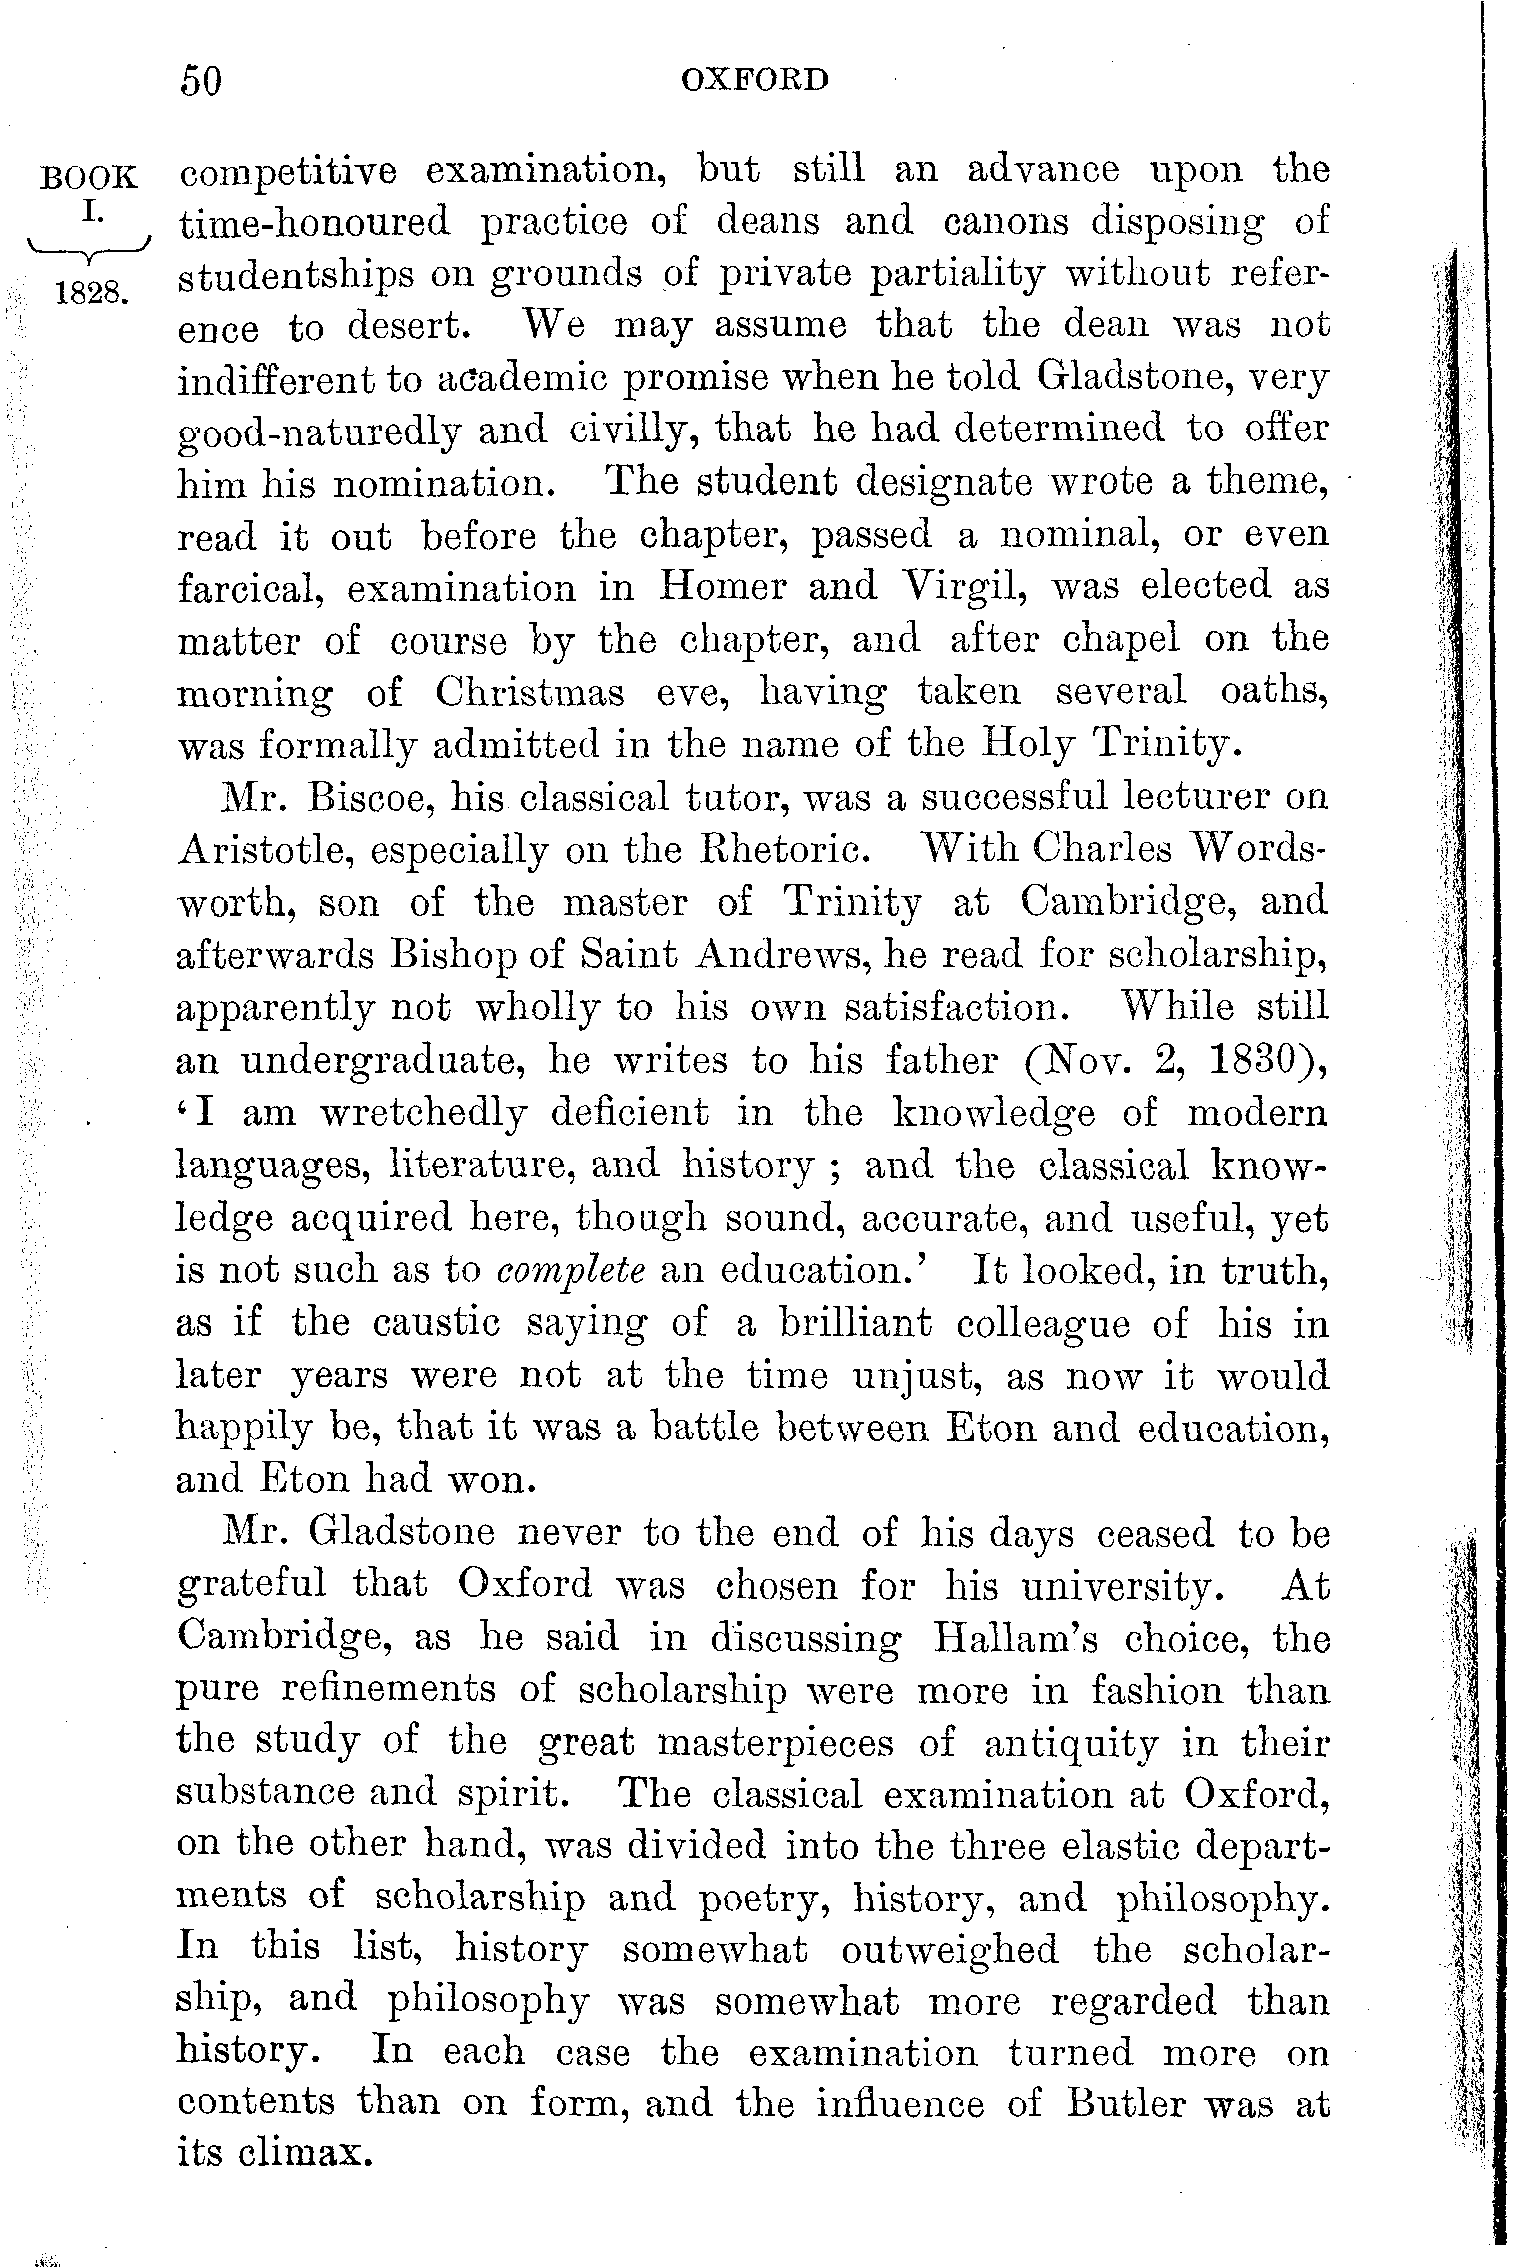 50 OXFORD
BOOK
I.
1828.
competitive examination, but still an advance upon the
time-honoured practice of deans and canons disposing of
studentships on grounds of private partiality without refer-
ence to desert. We may assume that the dean was not
indifferent to academic promise when he told Gladstone, very
good-naturedly and civilly, that he had determined to offer
him his nomination. The student designate wrote a theme,
read it out before the chapter, passed a nominal, or even
farcical, examination in Homer and Virgil, was elected as
matter of course by the chapter, and after chapel on the
morning of Christmas eve, having taken several oaths,
was formally admitted in the name of the Holy Trinity.
Mr. Biscoe, his classical tutor, was a successful lecturer on
Aristotle, especially on the Rhetoric. With Charles Words-
worth, son of the master of Trinity at Cambridge, and
afterwards Bishop of Saint Andrews, he read for scholarship,
apparently not wholly to his own satisfaction. While still
an undergraduate, he writes to his father (Nov. 2, 1830),
‘I am wretchedly deficient in the knowledge of modern
languages, literature, and history ; and the classical know-
ledge acquired here, though sound, accurate, and useful, yet
is not such as to complete an education.’ It looked, in truth,
as if the caustic saying of a brilliant colleague of his in
later years were not at the time unjust, as now it would
happily be, that it was a battle between Eton and education,
and Eton had won.
Mr. Gladstone never to the end of his days ceased to be
grateful that Oxford was chosen for his university. At
Cambridge, as he said in discussing Hallam’s choice, the
pure refinements of scholarship were more in fashion than
the study of the great masterpieces of antiquity in their
substance and spirit. The classical examination at Oxford,
on the other hand, was divided into the three elastic depart-
ments of scholarship and poetry, history, and philosophy.
In this list, history somewhat outweighed the scholar-
ship, and philosophy was somewhat more regarded than
history. In each case the examination turned more on
contents than on form, and the influence of Butler was at
its climax.